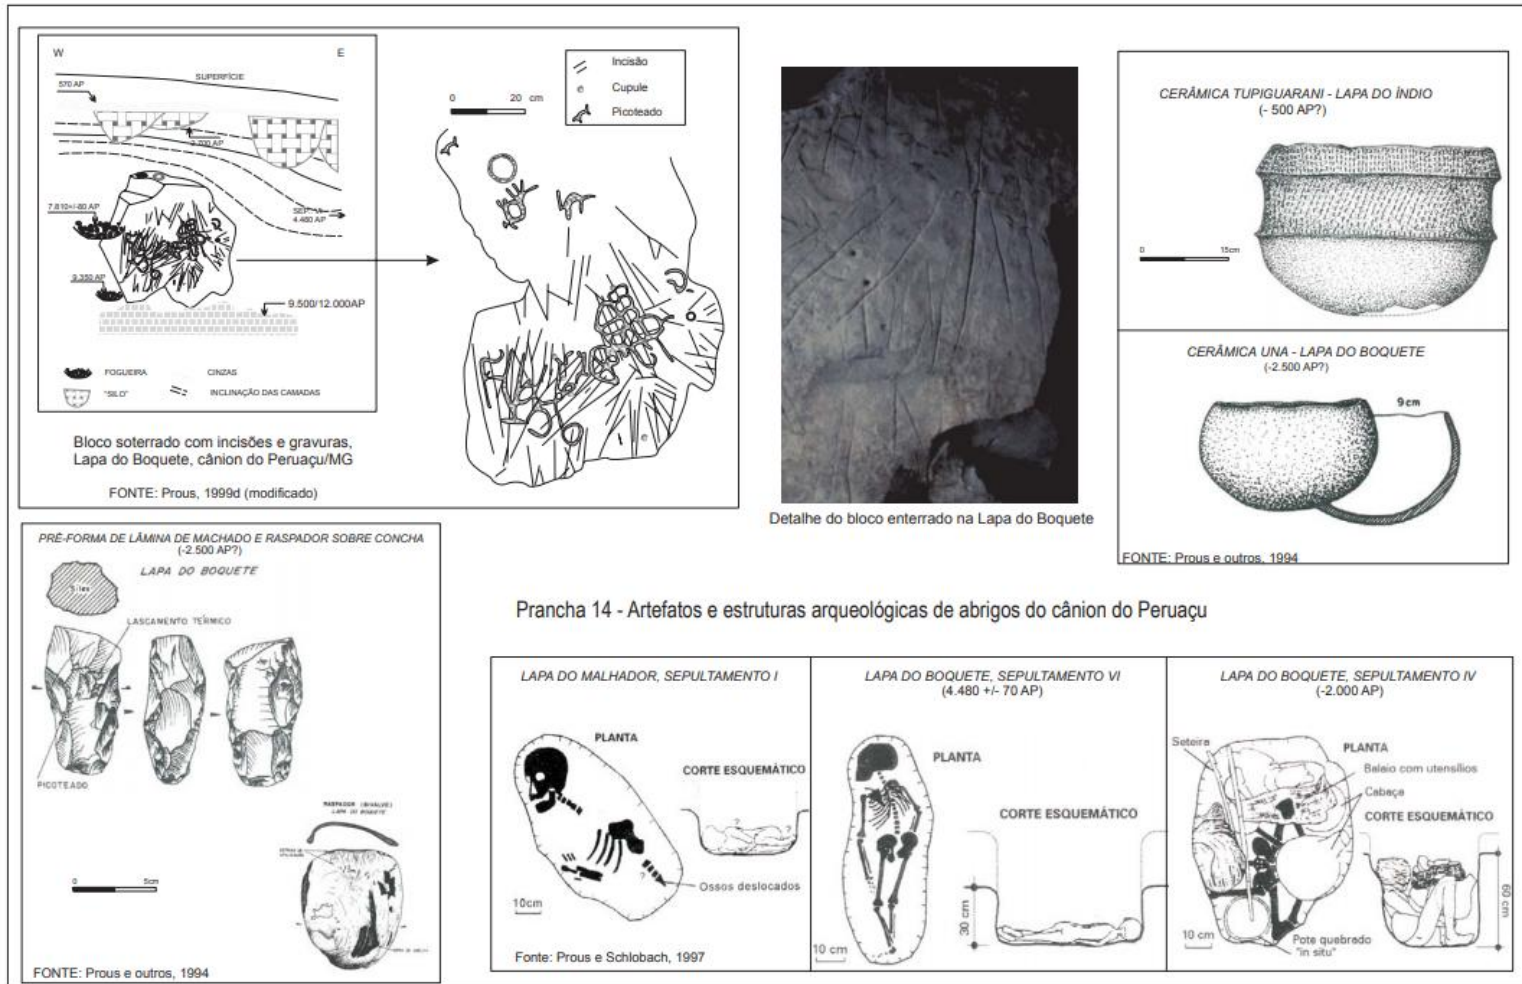 W
E
SUPERFÍCIE
570 AP
2.700 AP
7.810+/-80 AP
SEP. VI
4.480 AP
9.350 AP
9.500/12.000AP
FOGUEIRA
CINZAS
"SILO"
INCLINAÇÃO DAS CAMADAS
Bloco soterrado com incisões e gravuras,
Lapa do Boquete, cânion do Peruaçu/MG
FONTE: Prous, 1999d (modificado)
0 20 cm
Incisão
Cupule
Picoteado
Detalhe do bloco enterrado na Lapa do Boquete
CERÂMICA TUPIGUARANI - LAPA DO ÍNDIO
(- 500 AP?)
0 15cm
CERÂMICA UNA - LAPA DO BOQUETE
(-2.500 AP?)
9 cm
FONTE: Prous e outros, 1994
PRÉ-FORMA DE LÂMINA DE MACHADO E RASPADOR SOBRE CONCHA
(-2.500 AP?)
LAPA DO BOQUETE
LASCAMENTO TÉRMICO
PICOTEADO
RASPADOR (BIVALVE)
LAPA DO BOQUETE
0 5cm
FONTE: Prous e outros, 1994
Prancha 14 - Artefatos e estruturas arqueológicas de abrigos do cânion do Peruaçu
LAPA DO MALHADOR, SEPULTAMENTO I
PLANTA
CORTE ESQUEMÁTICO
? ?
?
Ossos deslocados
10cm
Fonte: Prous e Schlobach, 1997
LAPA DO BOQUETE, SEPULTAMENTO VI
(4.480 +/- 70 AP)
PLANTA
CORTE ESQUEMÁTICO
30 cm
10 cm
LAPA DO BOQUETE, SEPULTAMENTO IV
(-2.000 AP)
Seteira
PLANTA
Balaio com utensílios
Cabaça
CORTE ESQUEMÁTICO
60 cm
10 cm
Pote quebrado
"in situ"